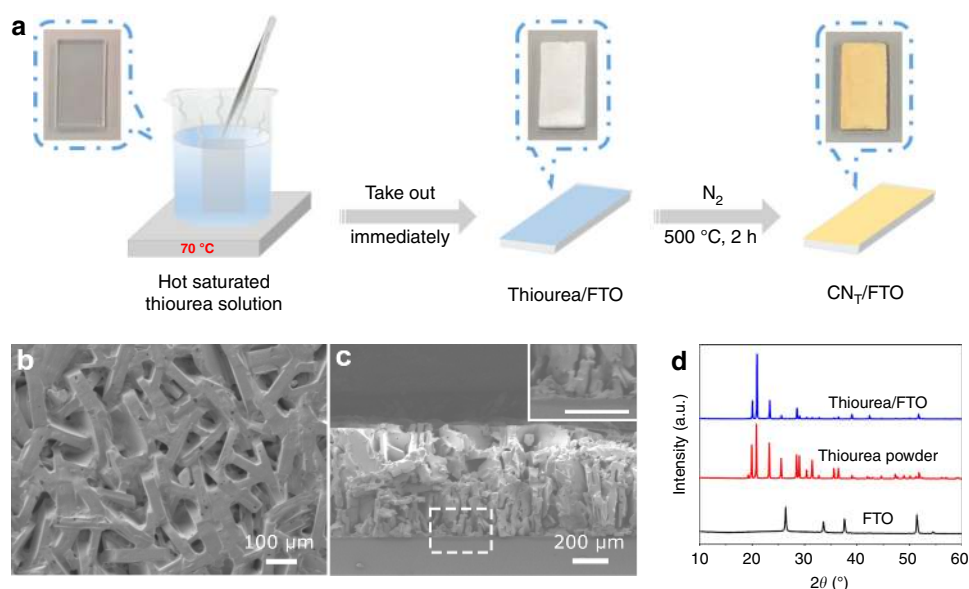 a
70 °C
Hot saturated
thiourea solution
Take out
immediately
Thiourea/FTO
N₂
500 °C, 2 h
CN_T/FTO
b
100 µm
c
200 µm
d
Intensity (a.u.)
Thiourea/FTO
Thiourea powder
FTO
10 20 30 40 50 60
2θ (°)